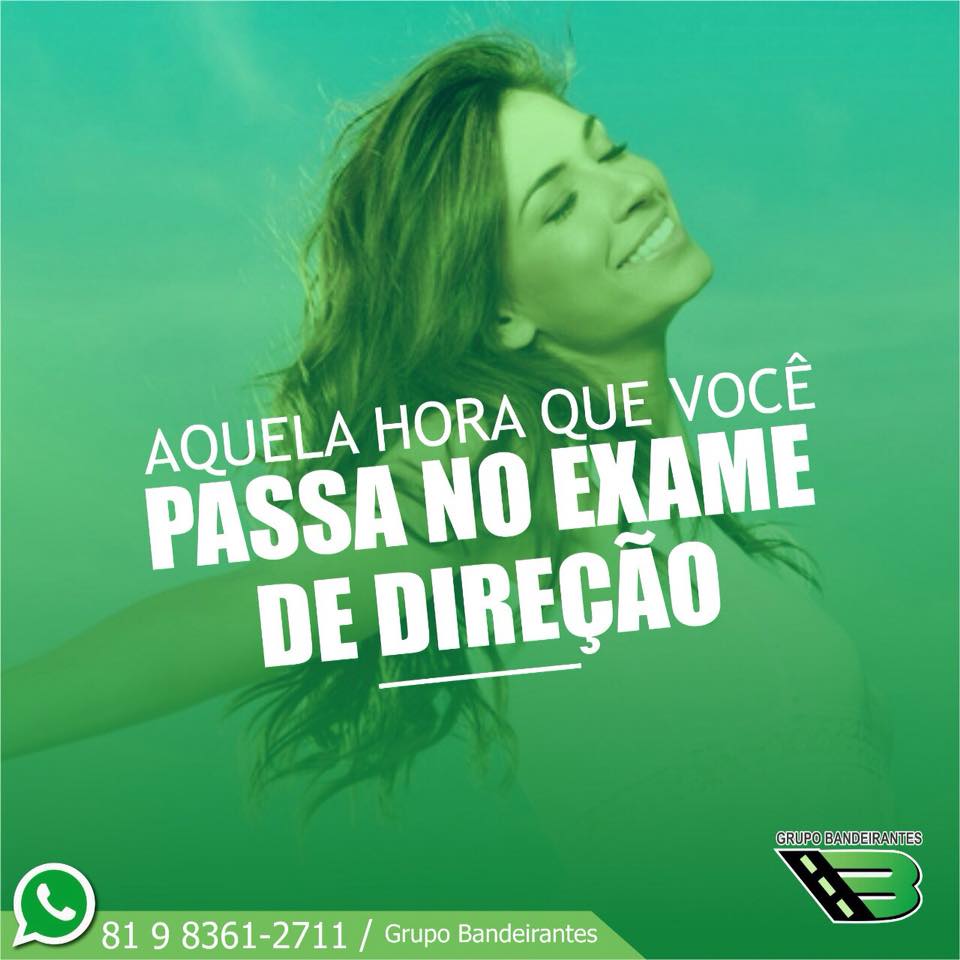 AQUELA HORA QUE VOCÊ
PASSA NO EXAME
DE DIREÇÃO
GRUPO BANDEIRANTES
B
81 9 8361-2711 / Grupo Bandeirantes